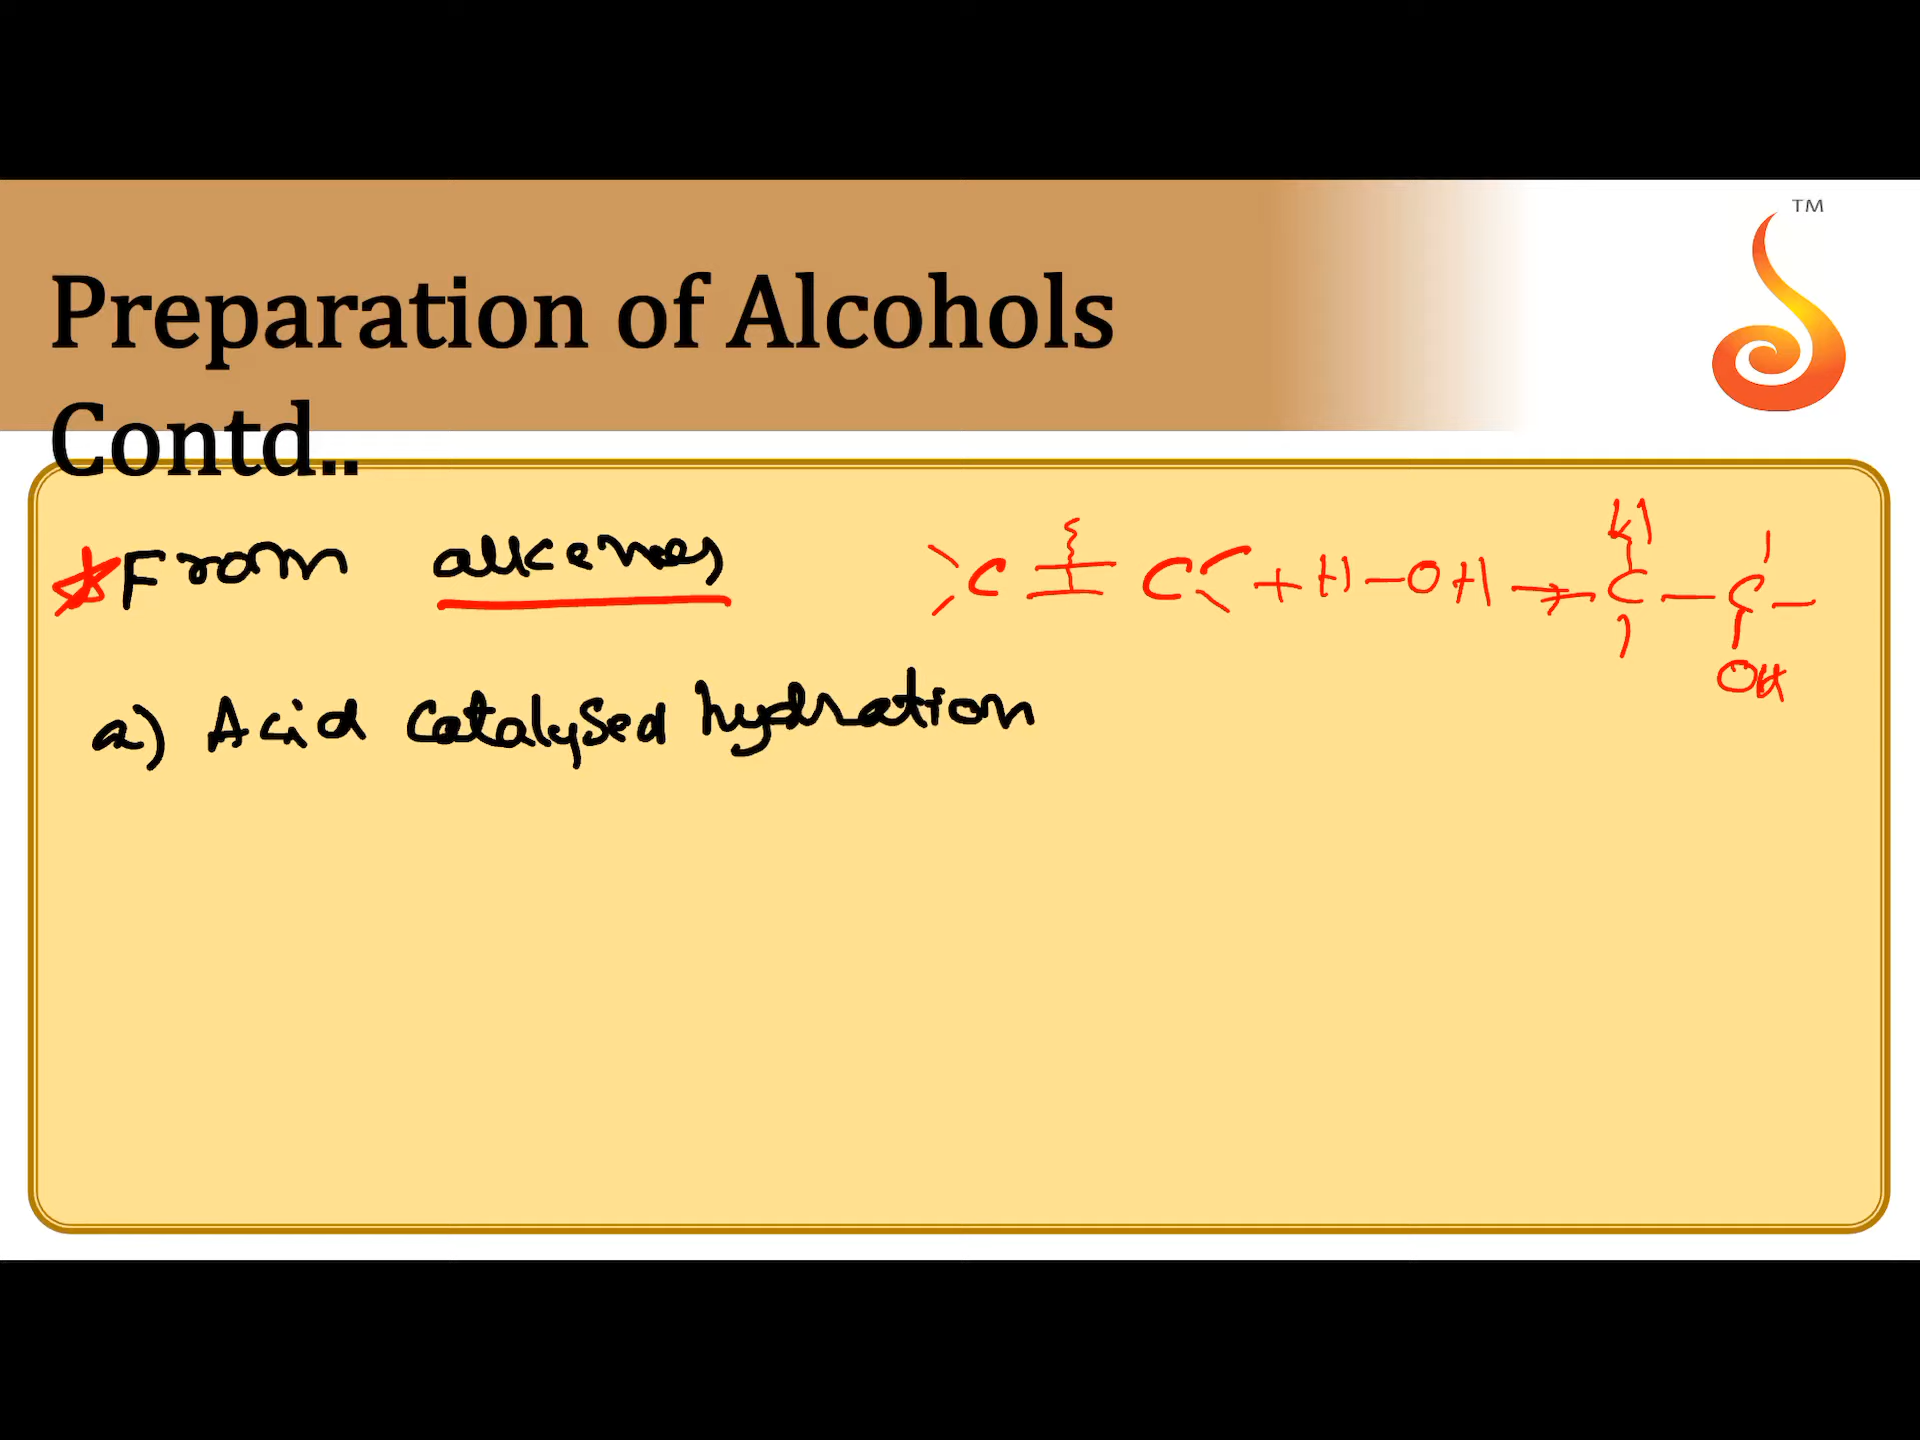 TM
Preparation of Alcohols
Contd..
From alkenes
C = C + H-OH → H
C - C -
OH
a) Acid catalysed hydration